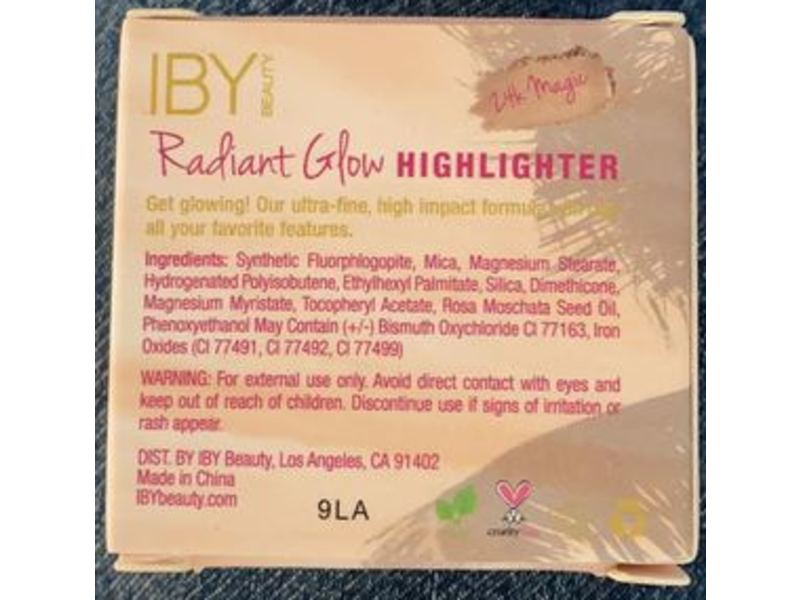 IBY
BEAUTY
24k Magic
Radiant Glow HIGHLIGHTER
Get glowing! Our ultra-fine, high impact formula
all your favorite features.
Ingredients: Synthetic Fluorphlogopite, Mica, Magnesium Stearate,
Hydrogenated Polyisobutene, Ethylhexyl Palmitate, Silica, Dimethicone,
Magnesium Myristate, Tocopheryl Acetate, Rosa Moschata Seed Oil,
Phenoxyethanol May Contain (+/-) Bismuth Oxychloride CI 77163, Iron
Oxides (CI 77491, CI 77492, CI 77499)
WARNING: For external use only. Avoid direct contact with eyes and
keep out of reach of children. Discontinue use if signs of irritation or
rash appear.
DIST. BY IBY Beauty, Los Angeles, CA 91402
Made in China
IBYbeauty.com
9LA
cruelty